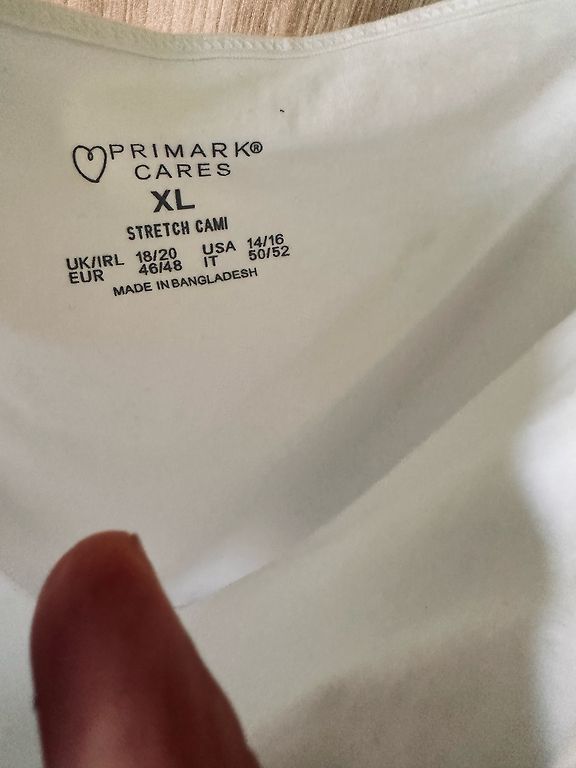 PRIMARK®
CARES
XL
STRETCH CAMI
UK/IRL 18/20 USA 14/16
EUR 46/48 IT 50/52
MADE IN BANGLADESH